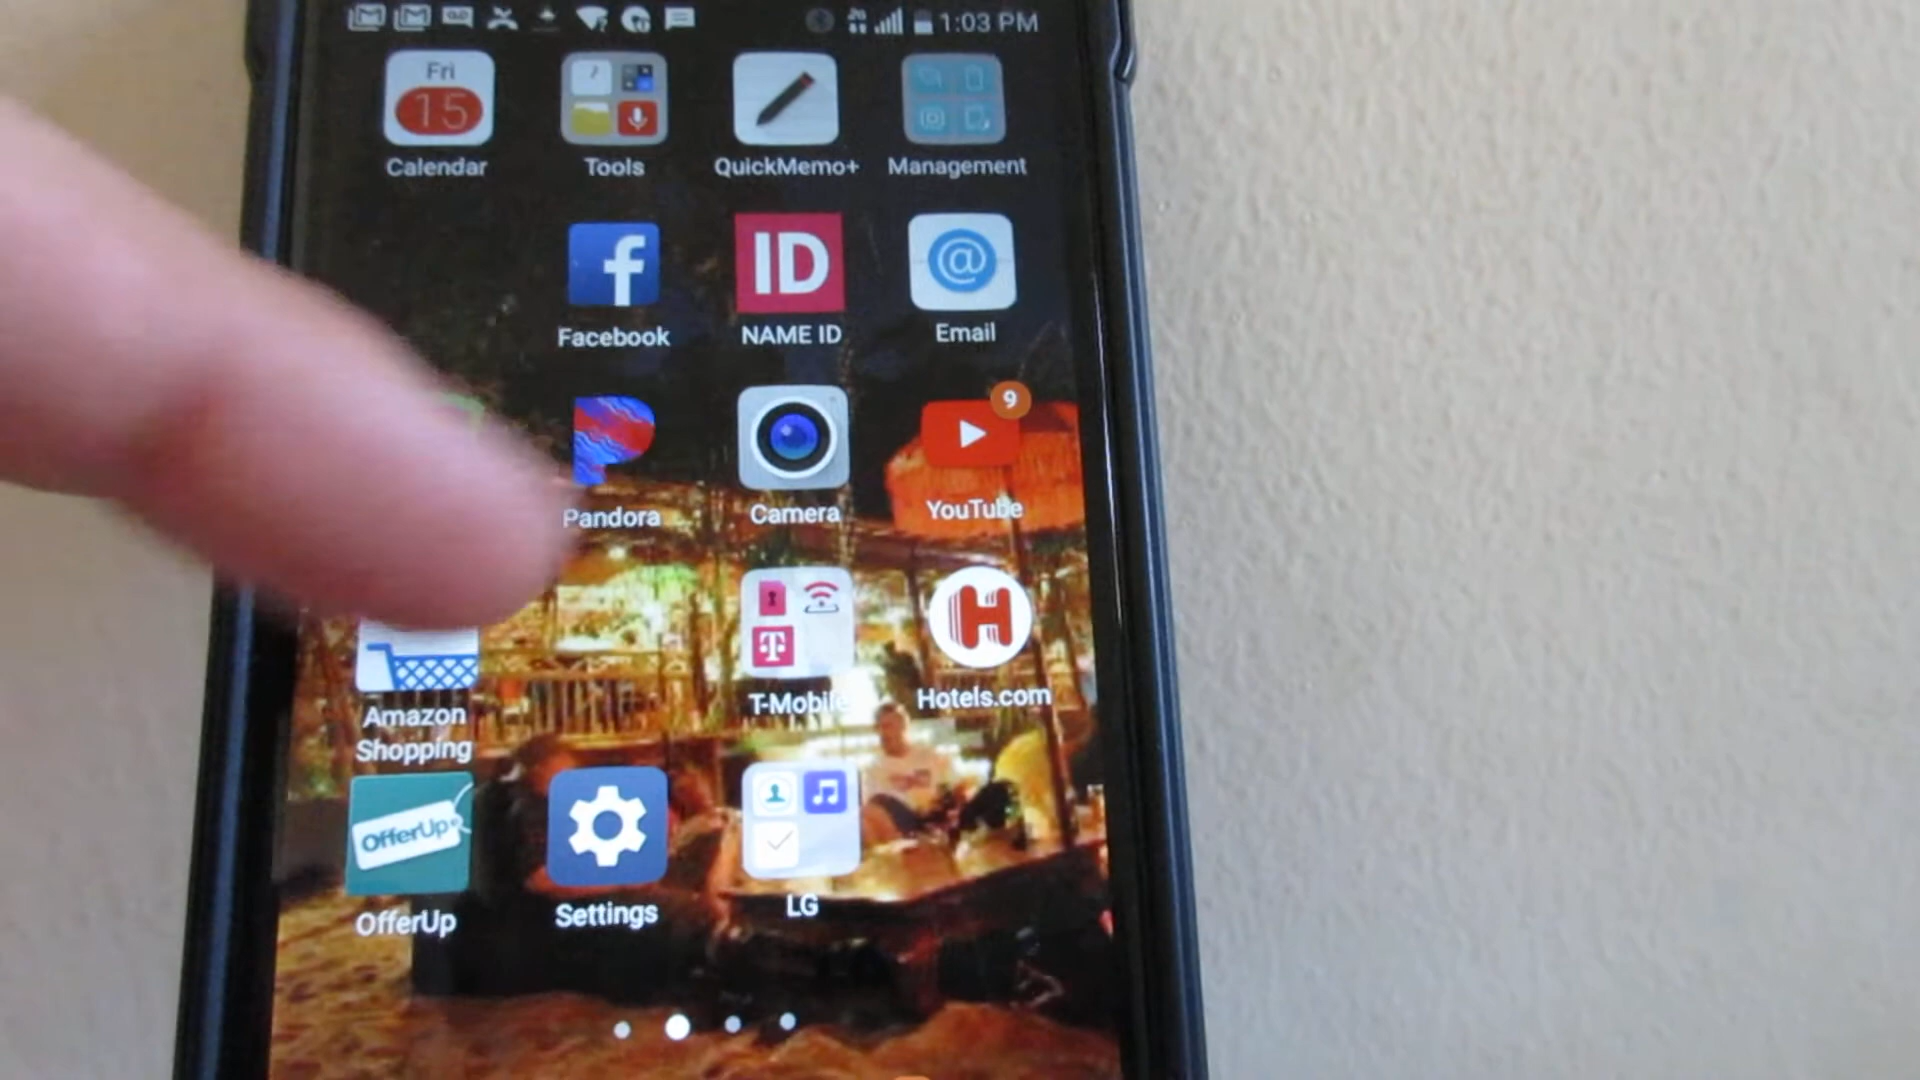 1:03 PM
Fri
15
Calendar
Tools
QuickMemo+
Management
f
Facebook
ID
NAME ID
@
Email
Pandora
Camera
9
YouTube
T
T-Mobile
H
Hotels.com
Amazon
Shopping
OfferUp
OfferUp
Settings
LG